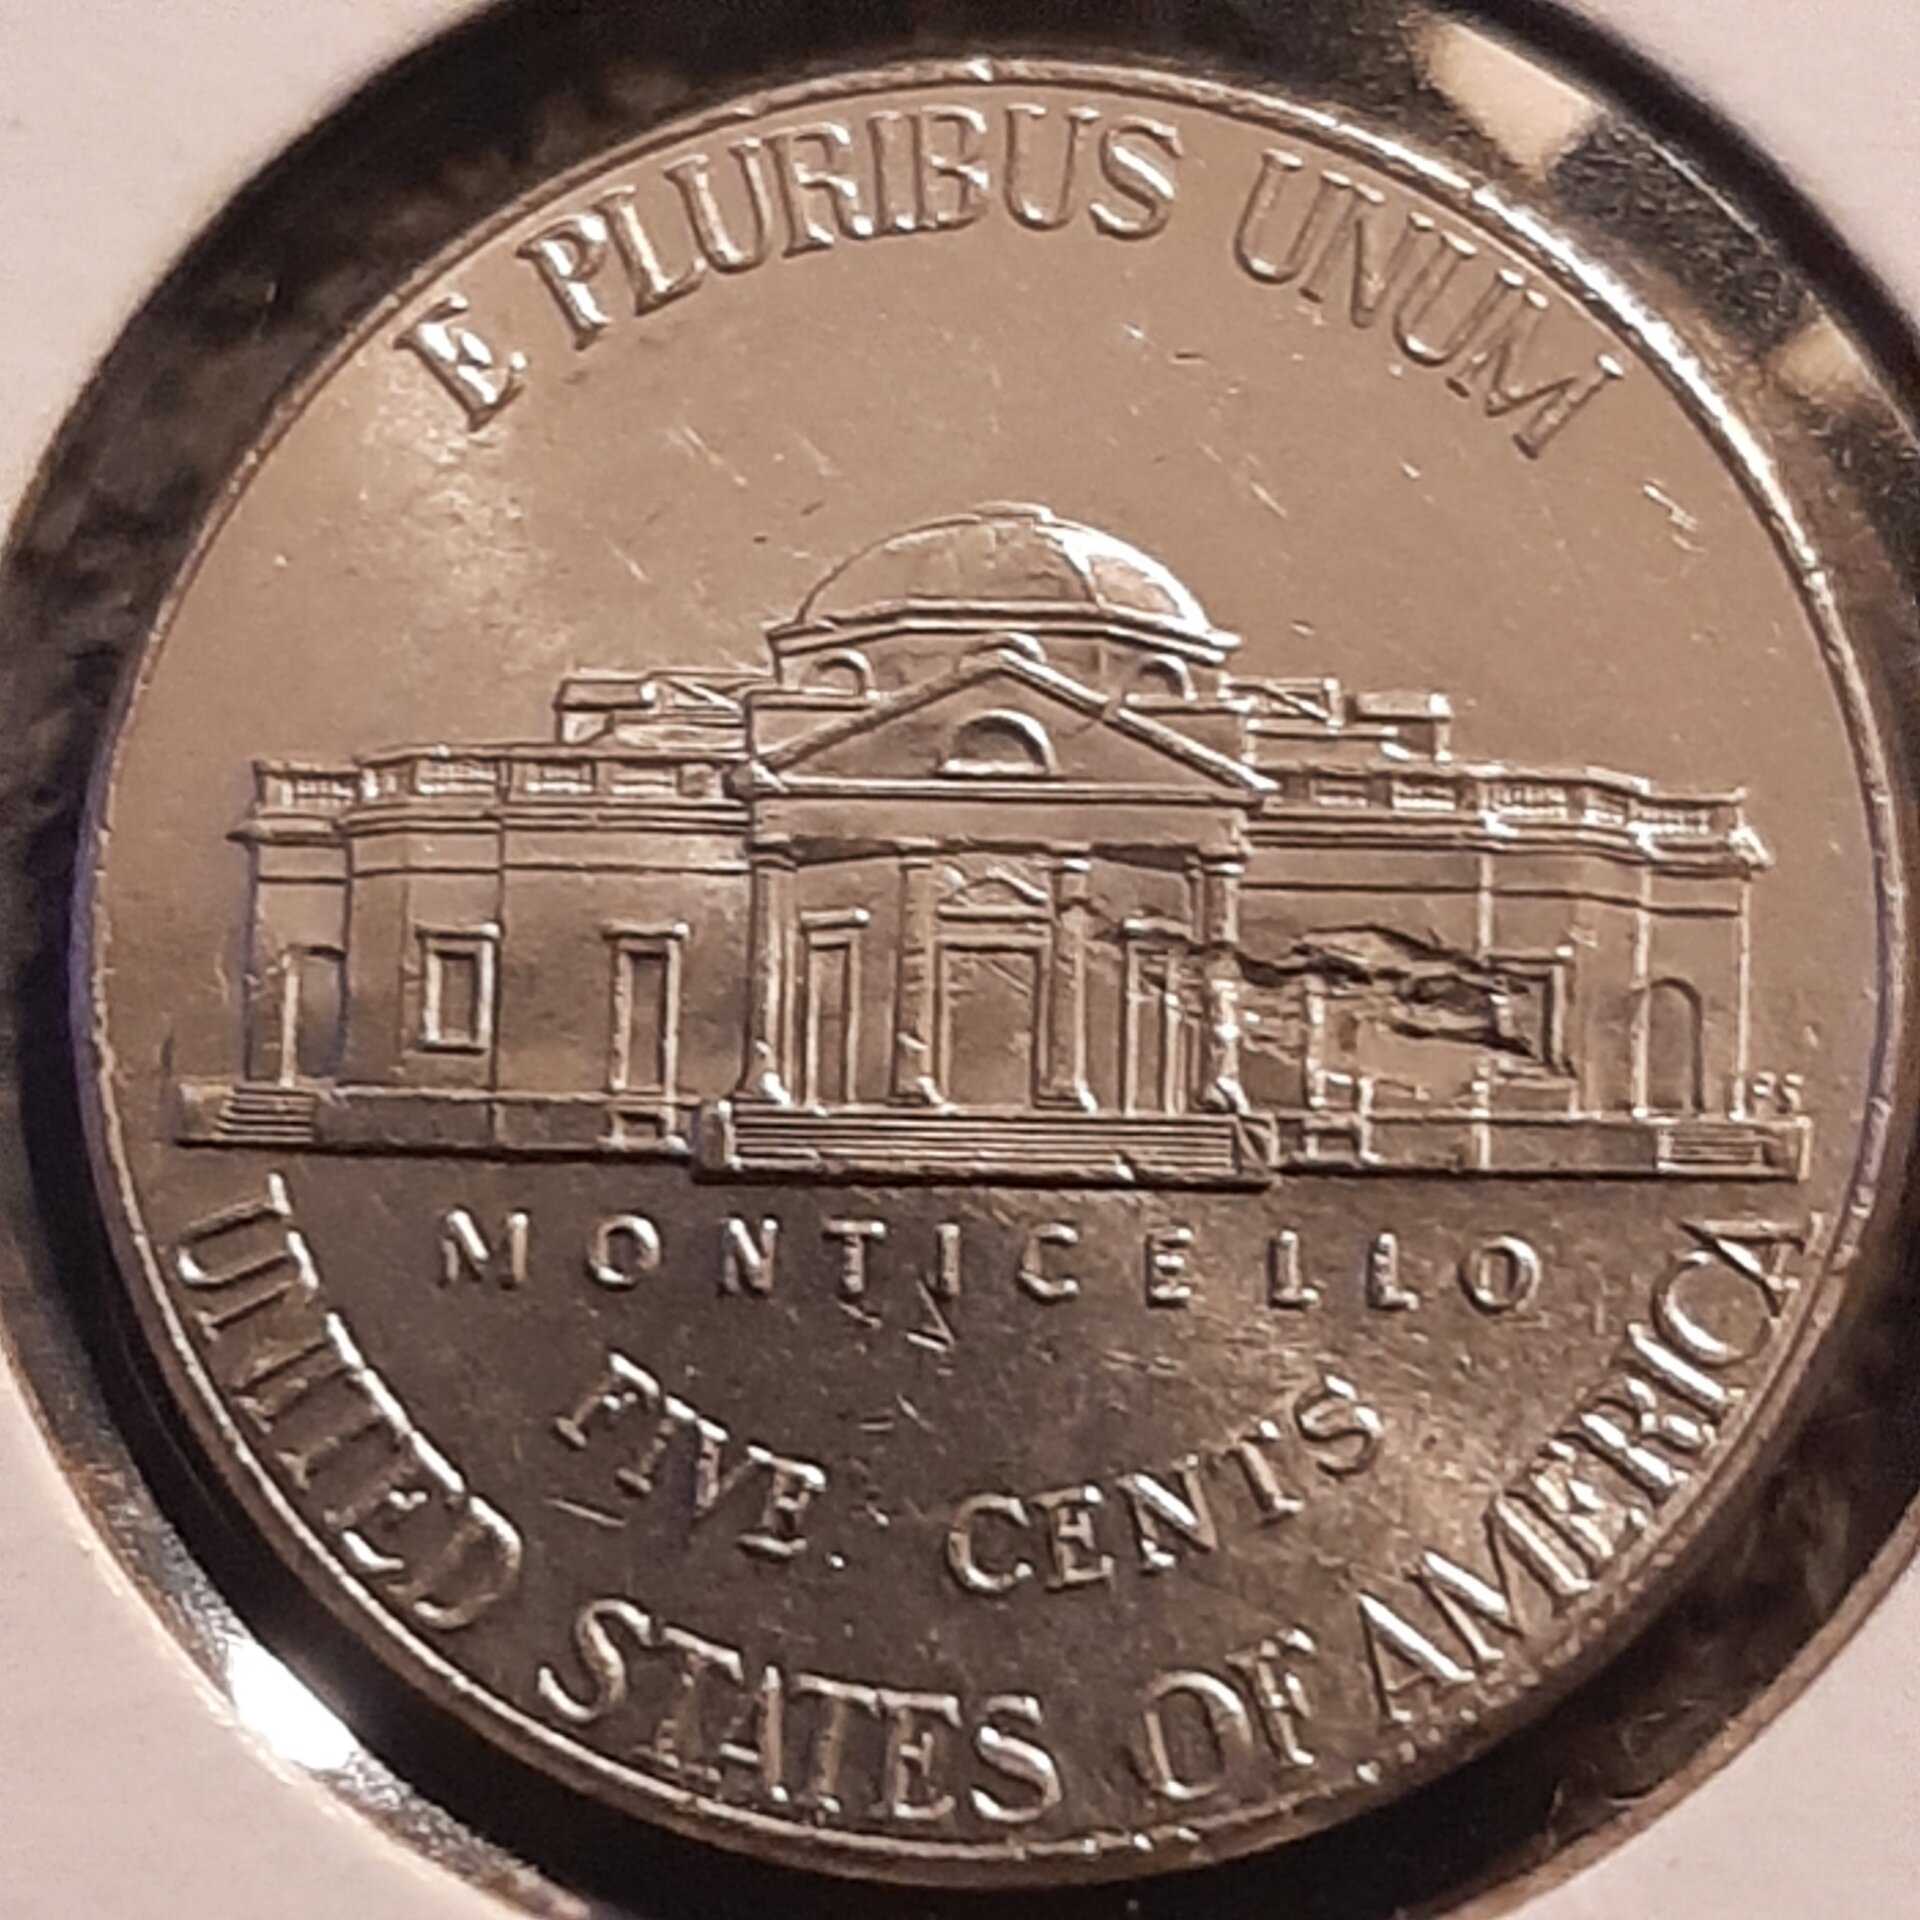 E PLURIBUS UNUM
FS
MONTICELLO
FIVE CENTS
UNITED STATES OF AMERICA